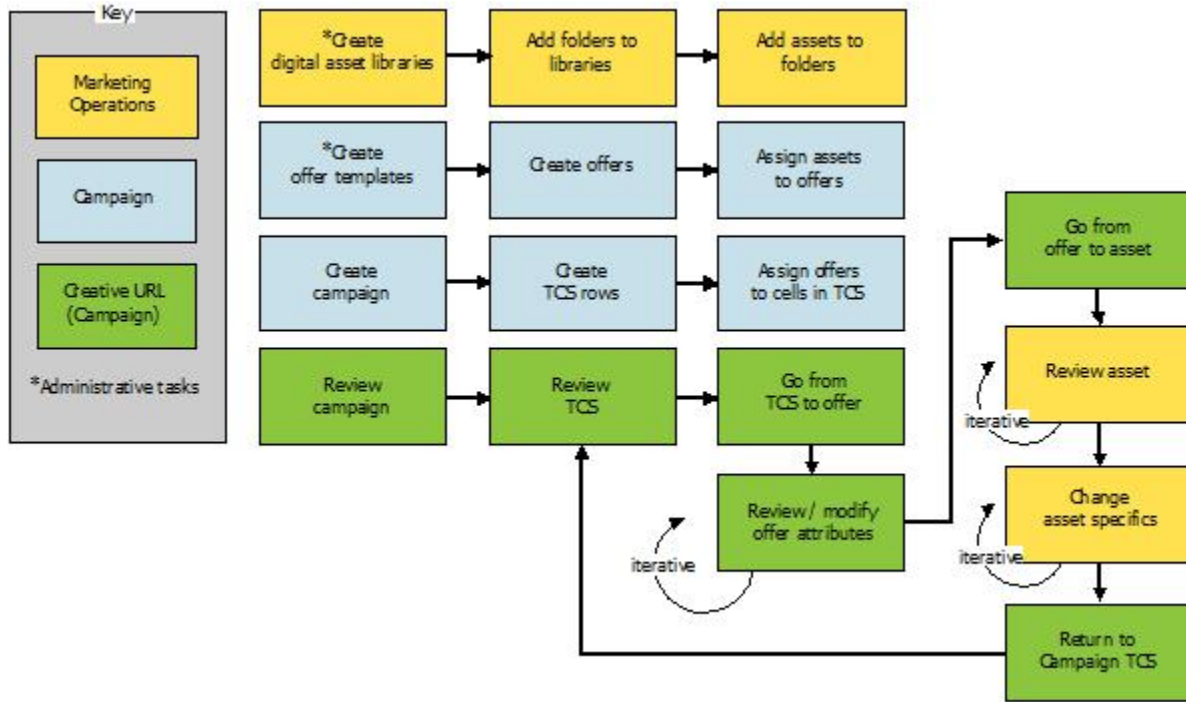 Key
Marketing
Operations
Campaign
Creative URL
(Campaign)
*Administrative tasks
*Create
digital asset libraries
Add folders to
libraries
Add assets to
folders
*Create
offer templates
Create offers
Assign assets
to offers
Create
campaign
Create
TCS rows
Assign offers
to cells in TCS
Review
campaign
Review
TCS
Go from
TCS to offer
Review / modify
offer attributes
iterative
Go from
offer to asset
Review asset
iterative
Change
asset specifics
iterative
Return to
Campaign TCS